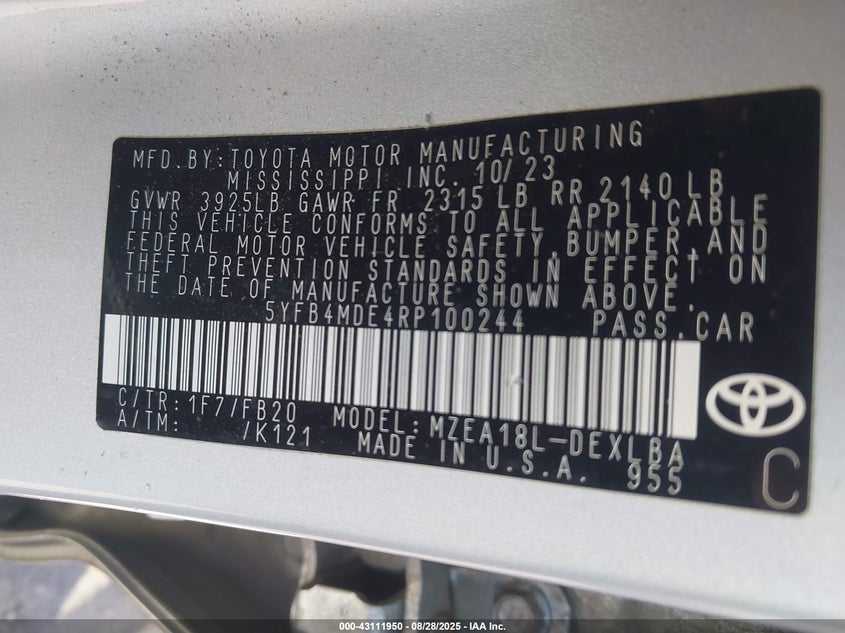 MFD.BY:TOYOTA MOTOR MANUFACTURING
MISSISSIPPI INC. 10/23
GVWR 3925LB GAWR FR 2315LB RR 2140LB
THIS VEHICLE CONFORMS TO ALL APPLICABLE
FEDERAL MOTOR VEHICLE SAFETY,BUMPER,AND
THEFT PREVENTION STANDARDS IN EFFECT ON
THE DATE OF MANUFACTURE SHOWN ABOVE.
5YFB4MDE4RP100244 PASS.CAR
C/TR:1F7/FB20 MODEL:MZEA18L-DEXLBA
A/TM: /K121 MADE IN U.S.A. 955
C
000-43111950 - 08/28/2025 - IAA Inc.